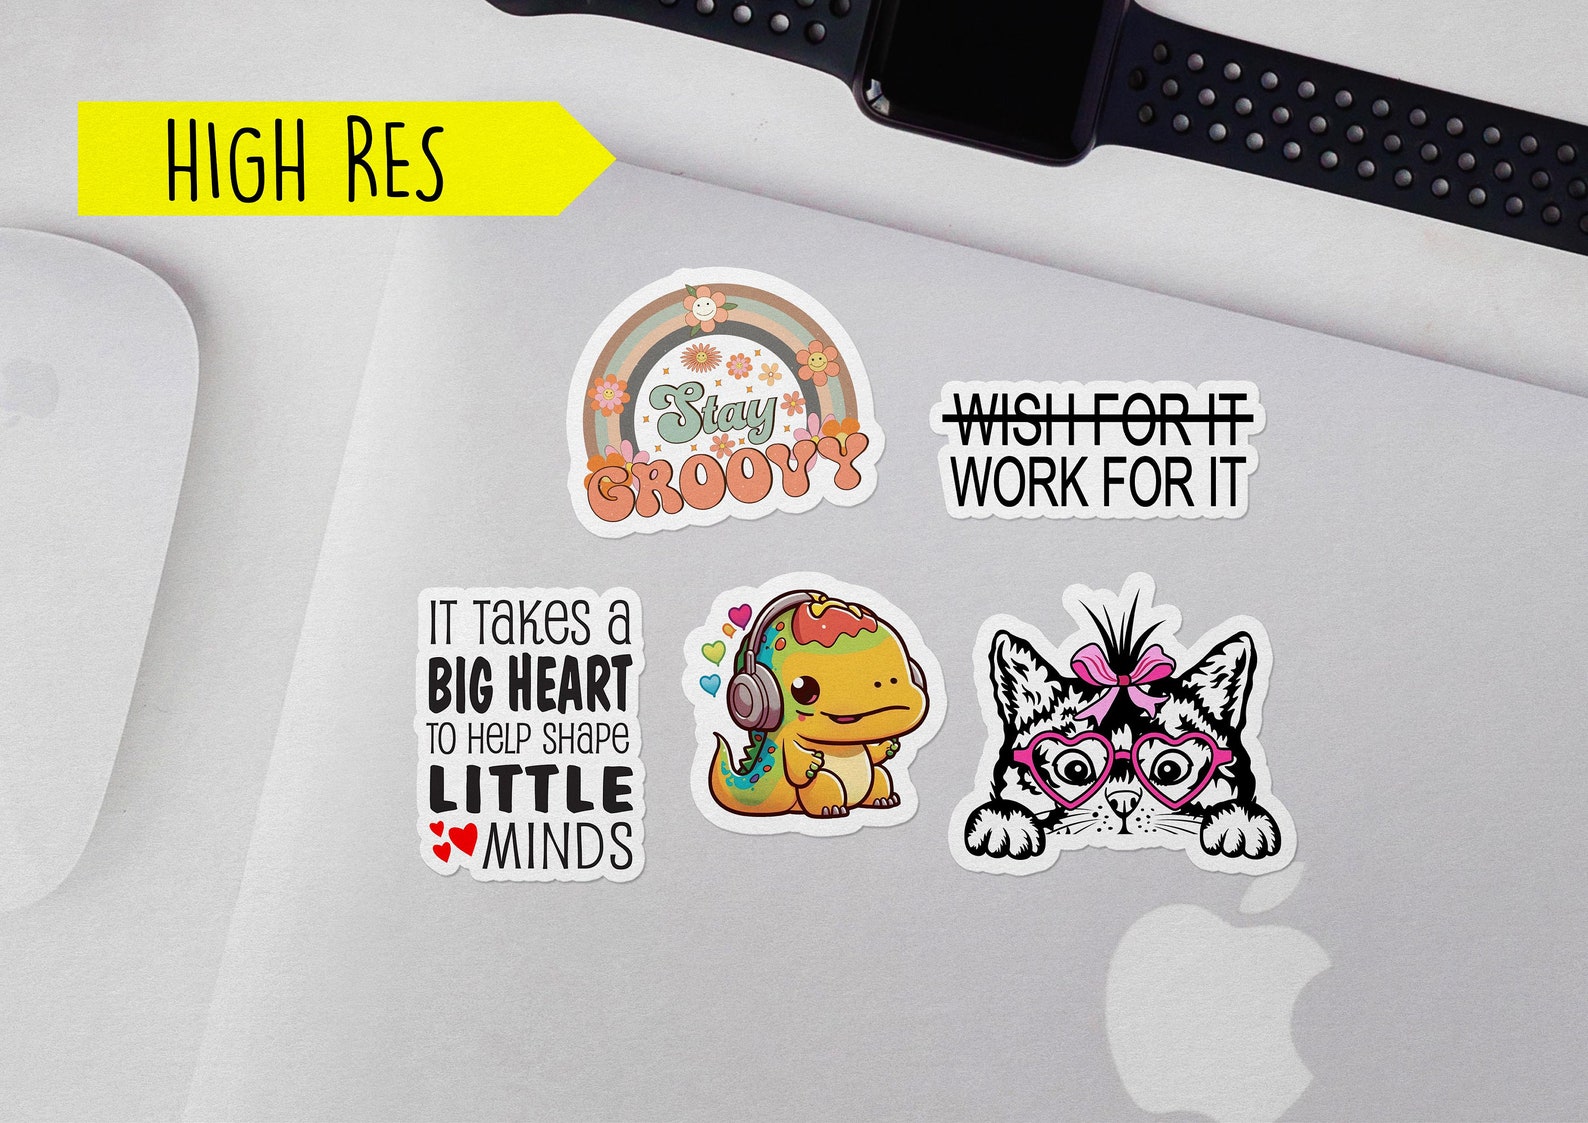 HIGH RES
Stay
GROOVY
WISH FOR IT
WORK FOR IT
IT TAKES A
BIG HEART
TO HELP SHAPE
LITTLE
MINDS